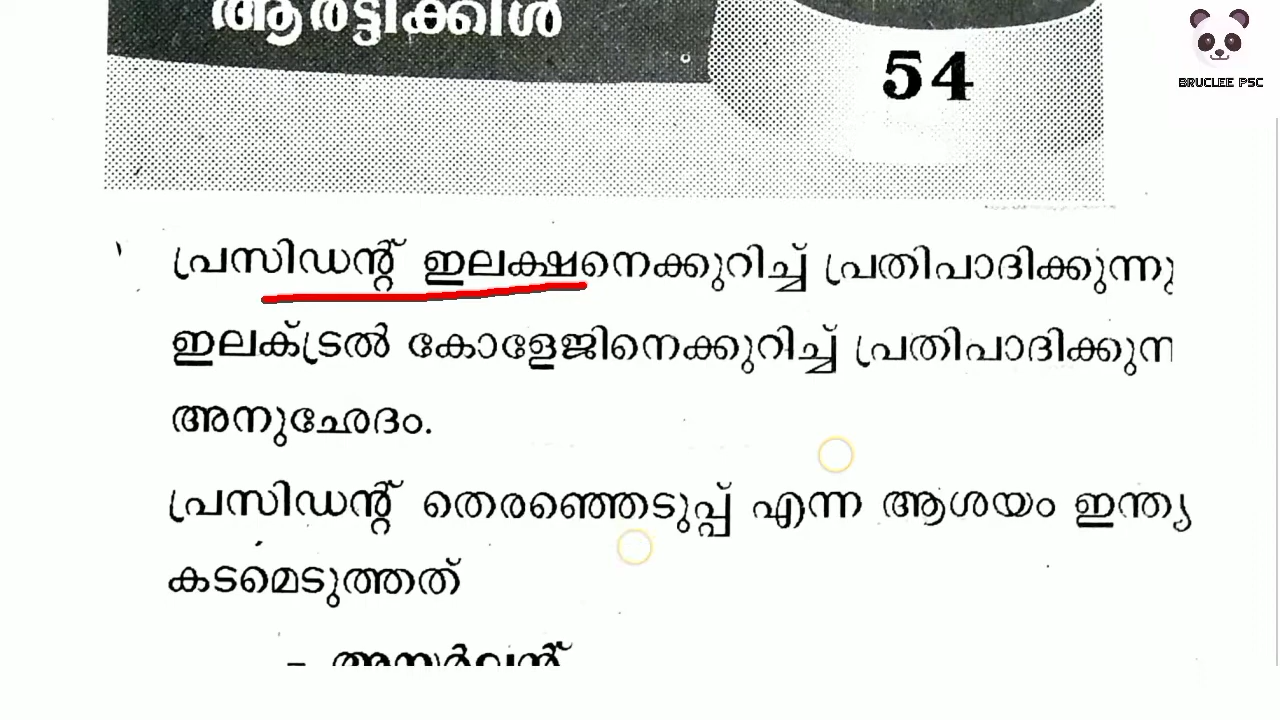 ആർട്ടിക്കിൾ
54
BRUCLEE PSC
പ്രസിഡന്റ് ഇലക്ഷനെക്കുറിച്ച് പ്രതിപാദിക്കുന്നു
ഇലക്ട്രൽ കോളേജിനെക്കുറിച്ച് പ്രതിപാദിക്കുന്ന
അനുഛേദം.
പ്രസിഡന്റ് തെരഞ്ഞെടുപ്പ് എന്ന ആശയം ഇന്ത്യ
കടമെടുത്തത്